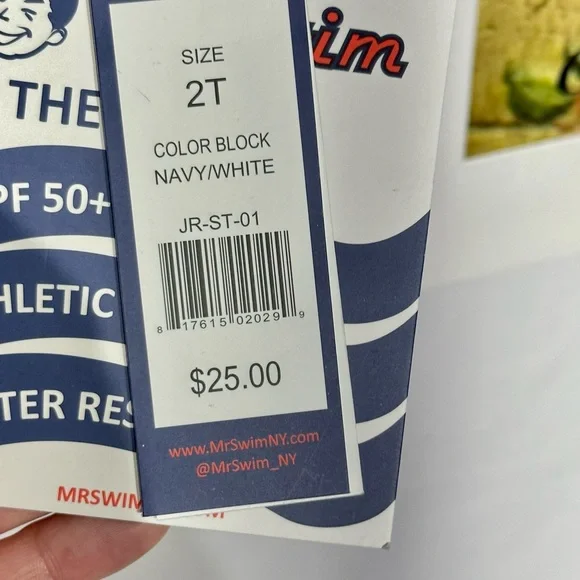 im
THE
SIZE
2T
COLOR BLOCK
NAVY/WHITE
PF 50+
JR-ST-01
8 17615 02029 9
HLETIC
$25.00
TER RES
www.MrSwimNY.com
@MrSwim_NY
MRSWIM
M